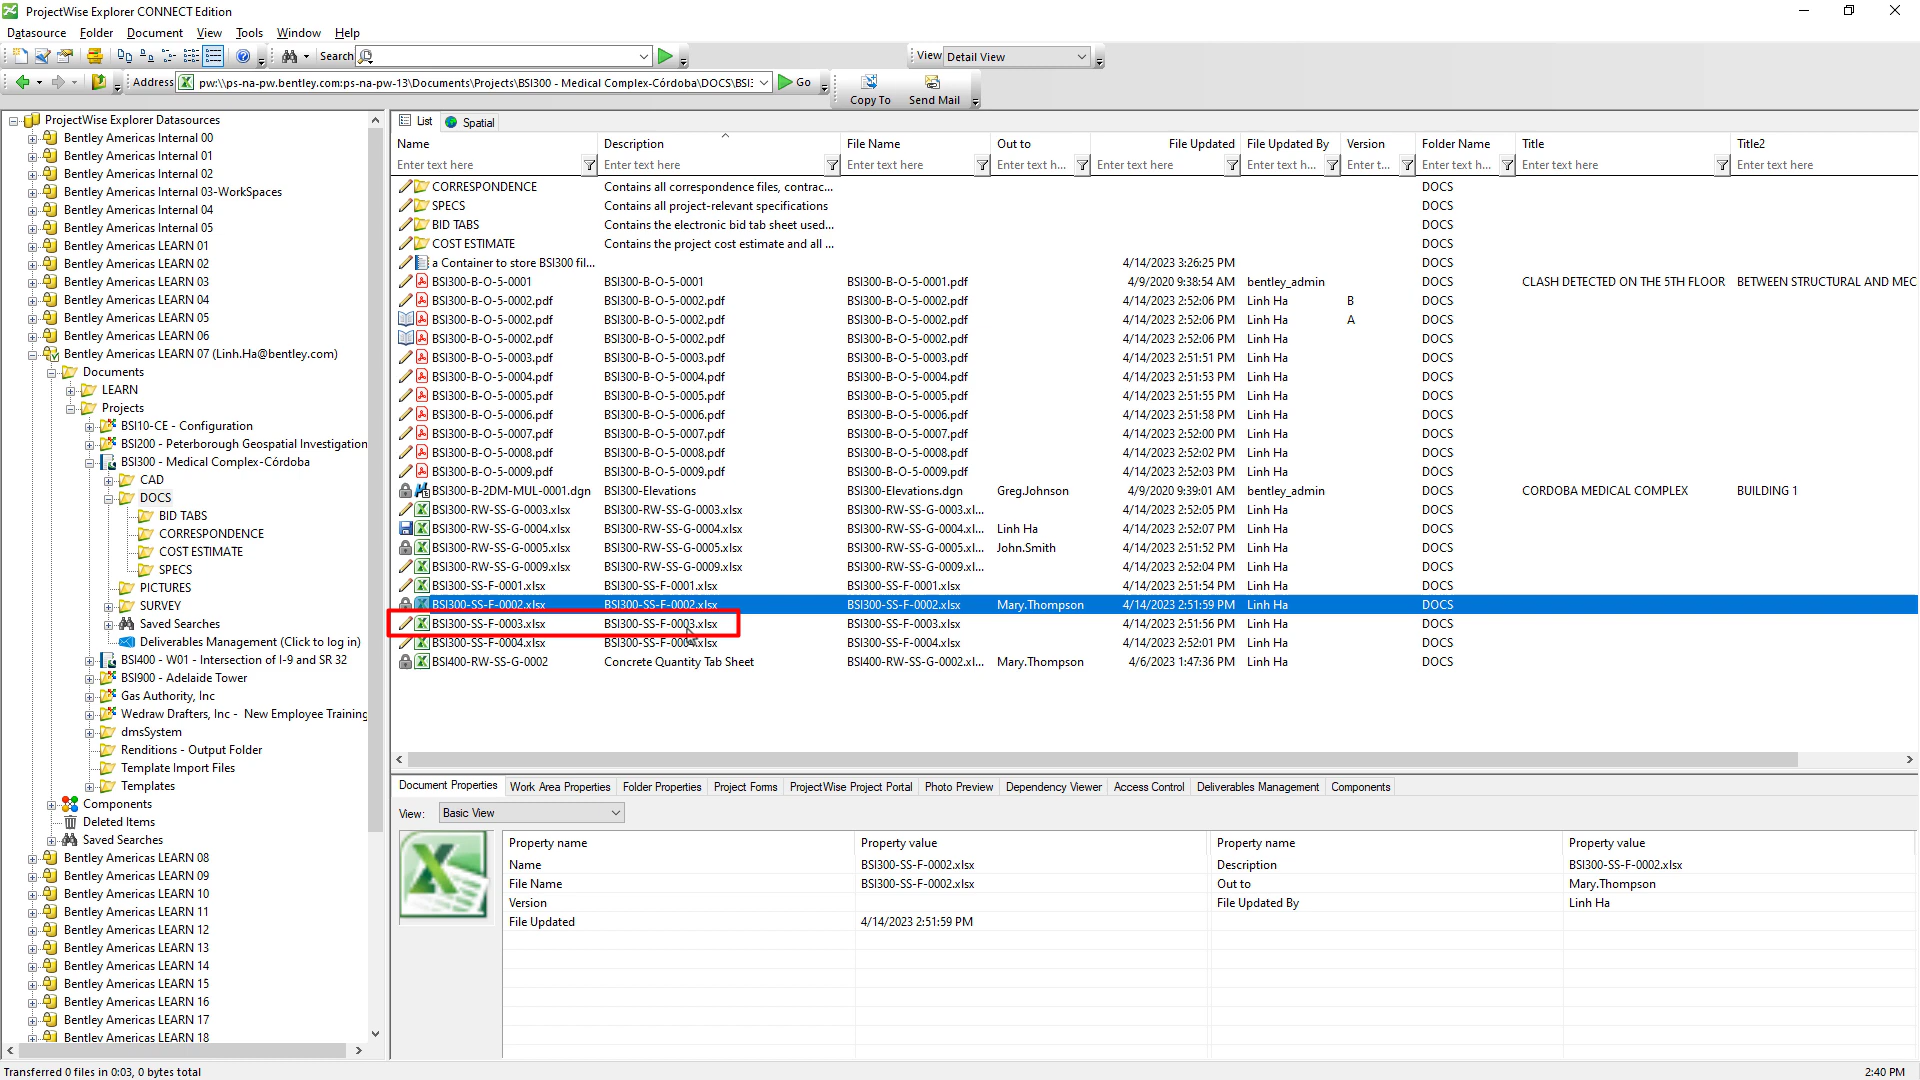 ProjectWise Explorer CONNECT Edition
Datasource Folder Document View Tools Window Help
Search View Detail View
Address pw:\\ps-na-pw.bentley.com:ps-na-pw-13\Documents\Projects\BSI300 - Medical Complex-Córdoba\DOCS\BSI: Go Copy To Send Mail
ProjectWise Explorer Datasources
Bentley Americas Internal 00
Bentley Americas Internal 01
Bentley Americas Internal 02
Bentley Americas Internal 03-WorkSpaces
Bentley Americas Internal 04
Bentley Americas Internal 05
Bentley Americas LEARN 01
Bentley Americas LEARN 02
Bentley Americas LEARN 03
Bentley Americas LEARN 04
Bentley Americas LEARN 05
Bentley Americas LEARN 06
Bentley Americas LEARN 07 (Linh.Ha@bentley.com)
Documents
LEARN
Projects
BSI10-CE - Configuration
BSI200 - Peterborough Geospatial Investigation
BSI300 - Medical Complex-Córdoba
CAD
DOCS
BID TABS
CORRESPONDENCE
COST ESTIMATE
SPECS
PICTURES
SURVEY
Saved Searches
Deliverables Management (Click to log in)
BSI400 - W01 - Intersection of I-9 and SR 32
BSI900 - Adelaide Tower
Gas Authority, Inc
Wedraw Drafters, Inc - New Employee Training
dmsSystem
Renditions - Output Folder
Template Import Files
Templates
Components
Deleted Items
Saved Searches
Bentley Americas LEARN 08
Bentley Americas LEARN 09
Bentley Americas LEARN 10
Bentley Americas LEARN 11
Bentley Americas LEARN 12
Bentley Americas LEARN 13
Bentley Americas LEARN 14
Bentley Americas LEARN 15
Bentley Americas LEARN 16
Bentley Americas LEARN 17
Bentley Americas LEARN 18
List Spatial
Name Description File Name Out to File Updated File Updated By Version Folder Name Title Title2
Enter text here Enter text here Enter text here Enter text h... Enter text here Enter text h... Enter t... Enter text h... Enter text here Enter text here
CORRESPONDENCE Contains all correspondence files, contrac... DOCS
SPECS Contains all project-relevant specifications DOCS
BID TABS Contains the electronic bid tab sheet used... DOCS
COST ESTIMATE Contains the project cost estimate and all ... DOCS
a Container to store BSI300 fil... 4/14/2023 3:26:25 PM DOCS
BSI300-B-O-5-0001 BSI300-B-O-5-0001 BSI300-B-O-5-0001.pdf 4/9/2020 9:38:54 AM bentley_admin DOCS CLASH DETECTED ON THE 5TH FLOOR BETWEEN STRUCTURAL AND MEC
BSI300-B-O-5-0002.pdf BSI300-B-O-5-0002.pdf BSI300-B-O-5-0002.pdf 4/14/2023 2:52:06 PM Linh Ha B DOCS
BSI300-B-O-5-0002.pdf BSI300-B-O-5-0002.pdf BSI300-B-O-5-0002.pdf 4/14/2023 2:52:06 PM Linh Ha A DOCS
BSI300-B-O-5-0002.pdf BSI300-B-O-5-0002.pdf BSI300-B-O-5-0002.pdf 4/14/2023 2:52:06 PM Linh Ha DOCS
BSI300-B-O-5-0003.pdf BSI300-B-O-5-0003.pdf BSI300-B-O-5-0003.pdf 4/14/2023 2:51:51 PM Linh Ha DOCS
BSI300-B-O-5-0004.pdf BSI300-B-O-5-0004.pdf BSI300-B-O-5-0004.pdf 4/14/2023 2:51:53 PM Linh Ha DOCS
BSI300-B-O-5-0005.pdf BSI300-B-O-5-0005.pdf BSI300-B-O-5-0005.pdf 4/14/2023 2:51:55 PM Linh Ha DOCS
BSI300-B-O-5-0006.pdf BSI300-B-O-5-0006.pdf BSI300-B-O-5-0006.pdf 4/14/2023 2:51:58 PM Linh Ha DOCS
BSI300-B-O-5-0007.pdf BSI300-B-O-5-0007.pdf BSI300-B-O-5-0007.pdf 4/14/2023 2:52:00 PM Linh Ha DOCS
BSI300-B-O-5-0008.pdf BSI300-B-O-5-0008.pdf BSI300-B-O-5-0008.pdf 4/14/2023 2:52:02 PM Linh Ha DOCS
BSI300-B-O-5-0009.pdf BSI300-B-O-5-0009.pdf BSI300-B-O-5-0009.pdf 4/14/2023 2:52:03 PM Linh Ha DOCS
BSI300-B-2DM-MUL-0001.dgn BSI300-Elevations BSI300-Elevations.dgn Greg.Johnson 4/9/2020 9:39:01 AM bentley_admin DOCS CORDOBA MEDICAL COMPLEX BUILDING 1
BSI300-RW-SS-G-0003.xlsx BSI300-RW-SS-G-0003.xlsx BSI300-RW-SS-G-0003.xl... 4/14/2023 2:52:05 PM Linh Ha DOCS
BSI300-RW-SS-G-0004.xlsx BSI300-RW-SS-G-0004.xlsx BSI300-RW-SS-G-0004.xl... Linh Ha 4/14/2023 2:52:07 PM Linh Ha DOCS
BSI300-RW-SS-G-0005.xlsx BSI300-RW-SS-G-0005.xlsx BSI300-RW-SS-G-0005.xl... John.Smith 4/14/2023 2:51:52 PM Linh Ha DOCS
BSI300-RW-SS-G-0009.xlsx BSI300-RW-SS-G-0009.xlsx BSI300-RW-SS-G-0009.xl... 4/14/2023 2:52:04 PM Linh Ha DOCS
BSI300-SS-F-0001.xlsx BSI300-SS-F-0001.xlsx BSI300-SS-F-0001.xlsx 4/14/2023 2:51:54 PM Linh Ha DOCS
BSI300-SS-F-0002.xlsx BSI300-SS-F-0002.xlsx BSI300-SS-F-0002.xlsx Mary.Thompson 4/14/2023 2:51:59 PM Linh Ha DOCS
BSI300-SS-F-0003.xlsx BSI300-SS-F-0003.xlsx BSI300-SS-F-0003.xlsx 4/14/2023 2:51:56 PM Linh Ha DOCS
BSI300-SS-F-0004.xlsx BSI300-SS-F-0004.xlsx BSI300-SS-F-0004.xlsx 4/14/2023 2:52:01 PM Linh Ha DOCS
BSI400-RW-SS-G-0002 Concrete Quantity Tab Sheet BSI400-RW-SS-G-0002.xl... Mary.Thompson 4/6/2023 1:47:36 PM Linh Ha DOCS
Document Properties Work Area Properties Folder Properties Project Forms ProjectWise Project Portal Photo Preview Dependency Viewer Access Control Deliverables Management Components
View: Basic View
Property name Property value Property name Property value
Name BSI300-SS-F-0002.xlsx Description BSI300-SS-F-0002.xlsx
File Name BSI300-SS-F-0002.xlsx Out to Mary.Thompson
Version File Updated By Linh Ha
File Updated 4/14/2023 2:51:59 PM
Transferred 0 files in 0:03, 0 bytes total 2:40 PM